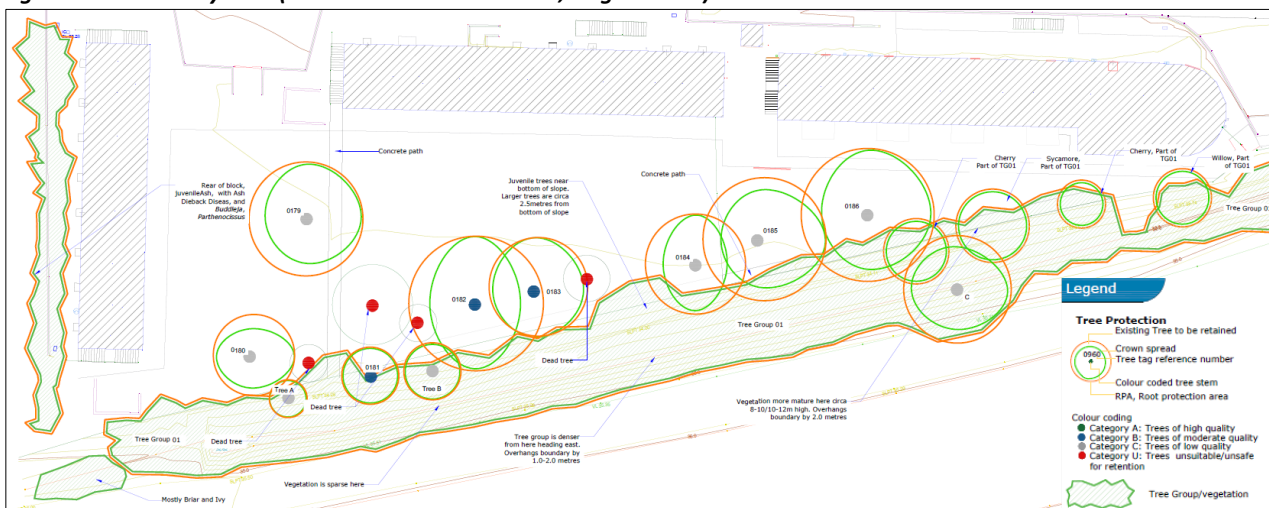 Concrete path
Rear of block,
juvenileAsh, with Ash
Dieback Diseas, and
Buddleja,
Parthenocissus
0179
Juvenile trees near
bottom of slope.
Larger trees are circa
2.5metres from
bottom of slope
Concrete path
Cherry
Part of TG01
Sycamore,
Part of TG01
Cherry, Part of
TG01
Willow, Part
of TG01
0186
0185
0184
0183
0182
0180
0181
C
Tree Group 01
Tree Group 01
Tree A
Tree B
Dead tree
Dead tree
Dead tree
Tree Group 01
Vegetation more mature here circa
8-10/10-12m high. Overhangs
boundary by 2.0 metres
Tree group is denser
from here heading east.
Overhangs boundary by
1.0-2.0 metres
Vegetation is sparse here
Mostly Briar and Ivy
Legend
Tree Protection
Existing Tree to be retained
Crown spread
0960
Tree tag reference number
Colour coded tree stem
RPA, Root protection area
Colour coding
Category A: Trees of high quality
Category B: Trees of moderate quality
Category C: Trees of low quality
Category U: Trees unsuitable/unsafe
for retention
Tree Group/vegetation